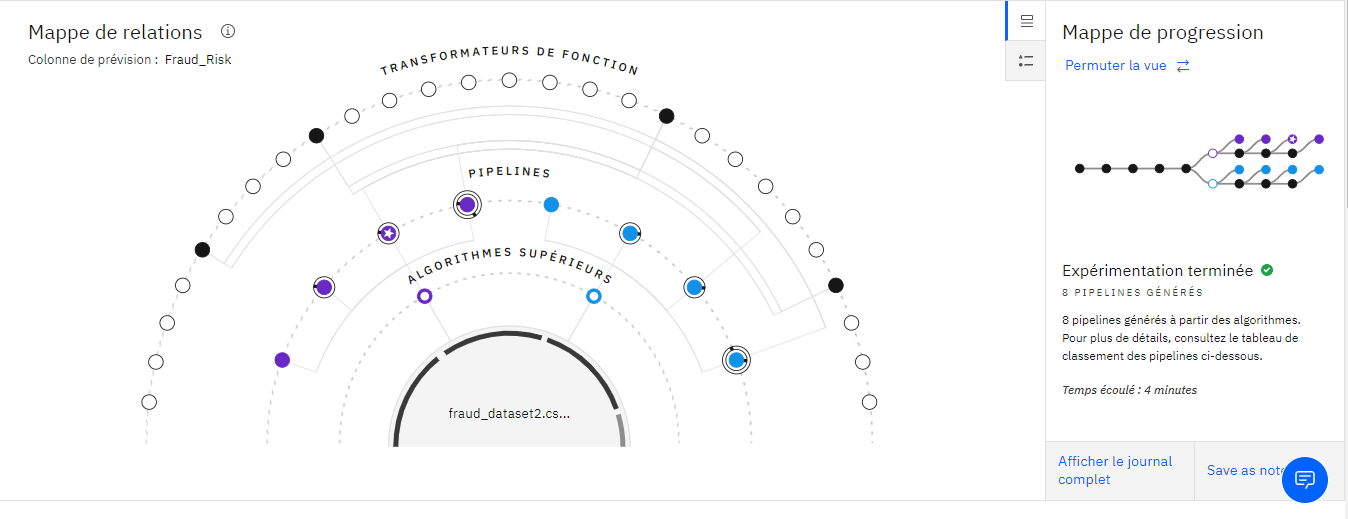 Mappe de relations
Colonne de prévision : Fraud_Risk
TRANSFORMATEURS DE FONCTION
PIPELINES
ALGORITHMES SUPÉRIEURS
fraud_dataset2.cs...
Mappe de progression
Permuter la vue
Expérimentation terminée
8 PIPELINES GÉNÉRÉS
8 pipelines générés à partir des algorithmes.
Pour plus de détails, consultez le tableau de
classement des pipelines ci-dessous.
Temps écoulé : 4 minutes
Afficher le journal
complet
Save as